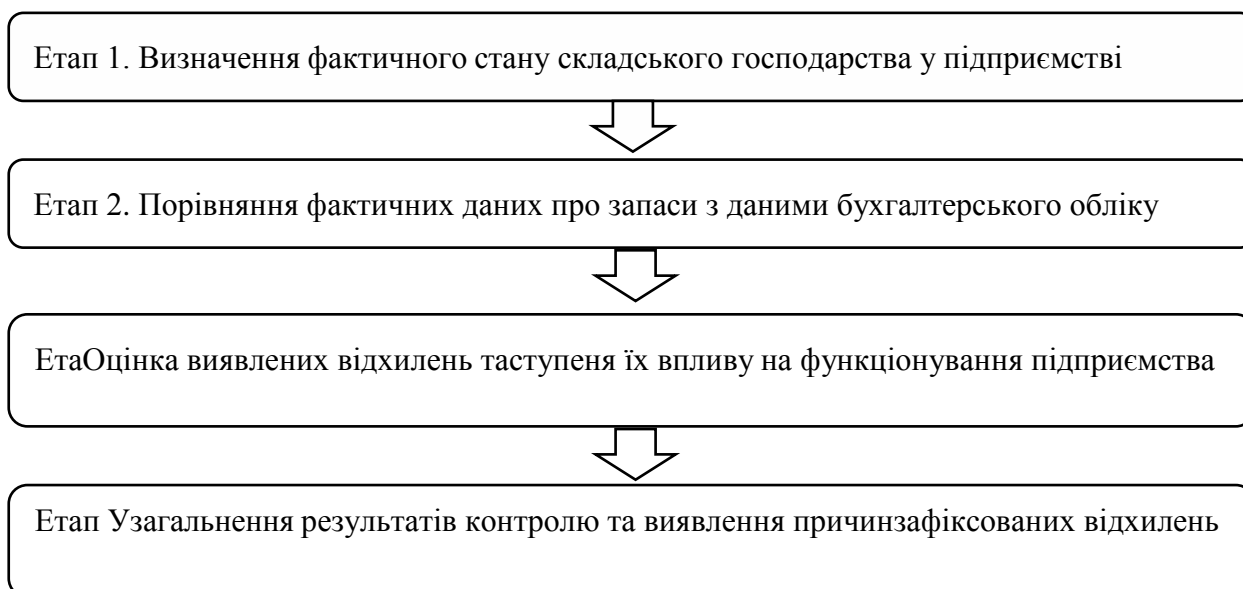 Етап 1. Визначення фактичного стану складського господарства у підприємстві
Етап 2. Порівняння фактичних даних про запаси з даними бухгалтерського обліку
ЕтаОцінка виявлених відхилень таступеня їх впливу на функціонування підприємства
Етап Узагальнення результатів контролю та виявлення причинзафіксованих відхилень